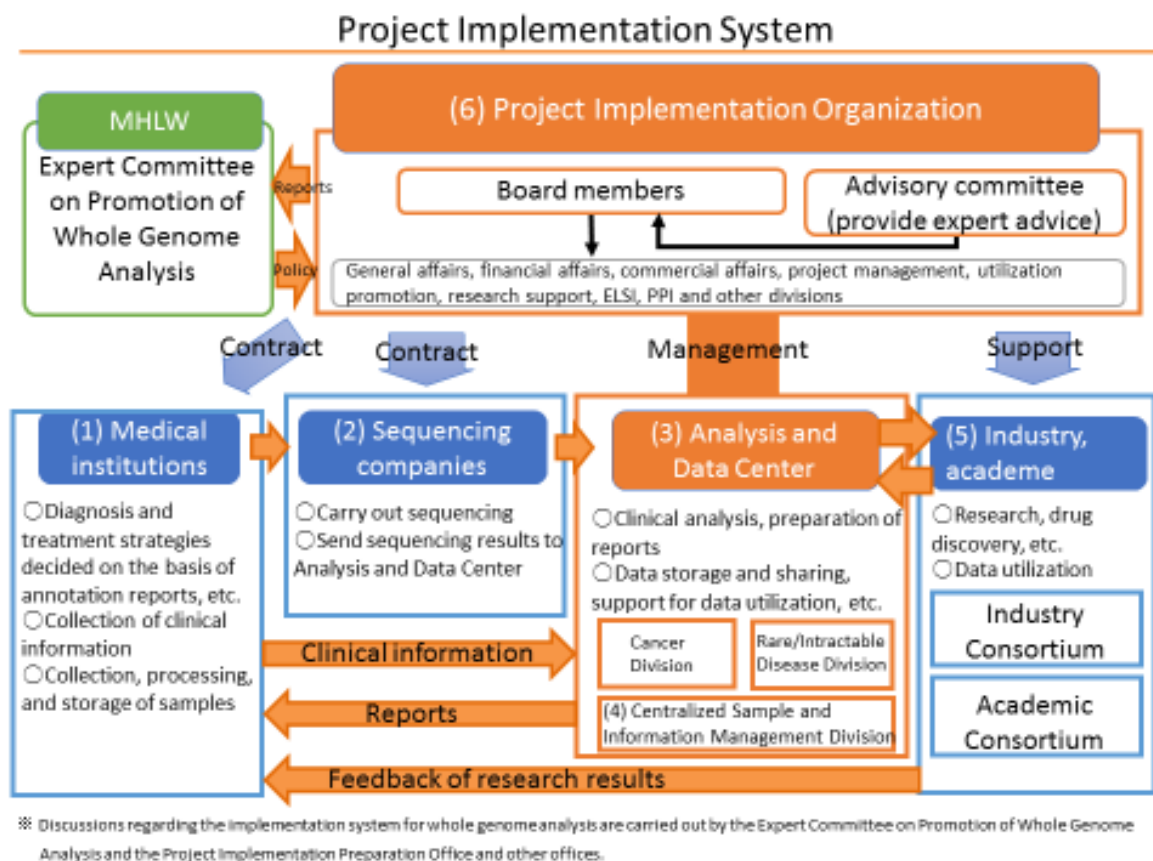 Project Implementation System
MHLW
Expert Committee
on Promotion of
Whole Genome
Analysis
Reports
Policy
(6) Project Implementation Organization
Board members
Advisory committee
(provide expert advice)
General affairs, financial affairs, commercial affairs, project management, utilization
promotion, research support, ELSI, PPI and other divisions
Contract
Contract
Management
Support
(1) Medical
institutions
○Diagnosis and
treatment strategies
decided on the basis of
annotation reports, etc.
○Collection of clinical
information
○Collection, processing,
and storage of samples
(2) Sequencing
companies
○Carry out sequencing
○Send sequencing results to
Analysis and Data Center
(3) Analysis and
Data Center
○Clinical analysis, preparation of
reports
○Data storage and sharing,
support for data utilization, etc.
Cancer
Division
Rare/Intractable
Disease Division
(4) Centralized Sample and
Information Management Division
(5) Industry,
academe
○Research, drug
discovery, etc.
○Data utilization
Industry
Consortium
Academic
Consortium
Clinical information
Reports
Feedback of research results
※ Discussions regarding the implementation system for whole genome analysis are carried out by the Expert Committee on Promotion of Whole Genome
Analysis and the Project Implementation Preparation Office and other offices.